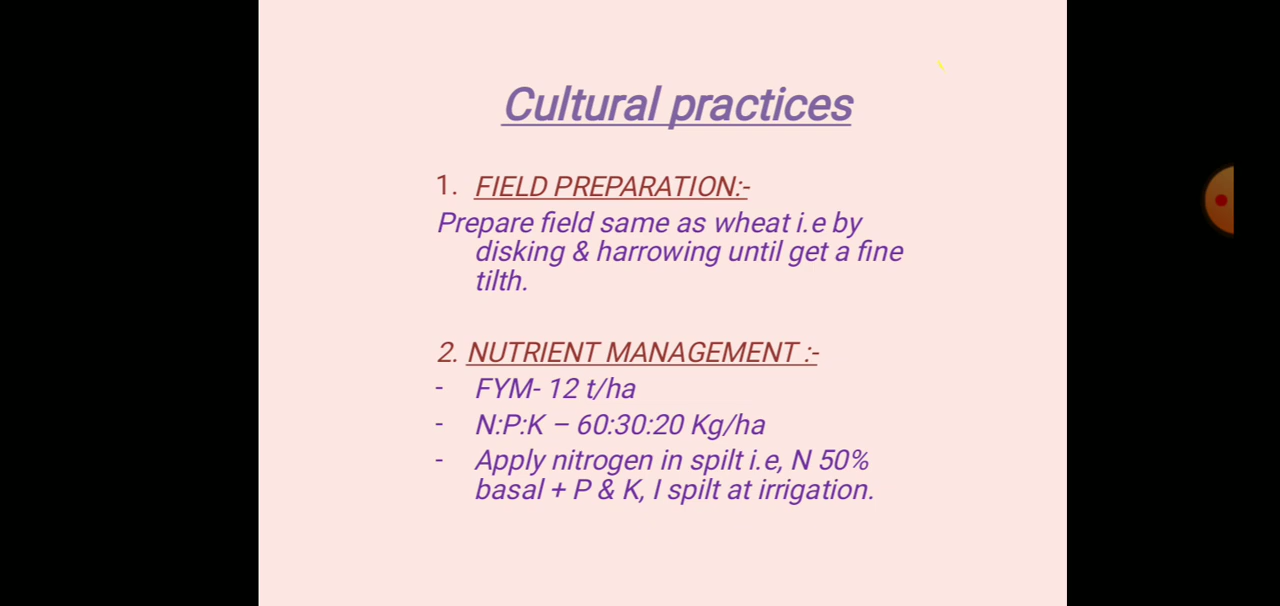 Cultural practices
1. FIELD PREPARATION:-
Prepare field same as wheat i.e by
disking & harrowing until get a fine
tilth.
2. NUTRIENT MANAGEMENT :-
- FYM- 12 t/ha
- N:P:K – 60:30:20 Kg/ha
- Apply nitrogen in spilt i.e, N 50%
basal + P & K, I spilt at irrigation.